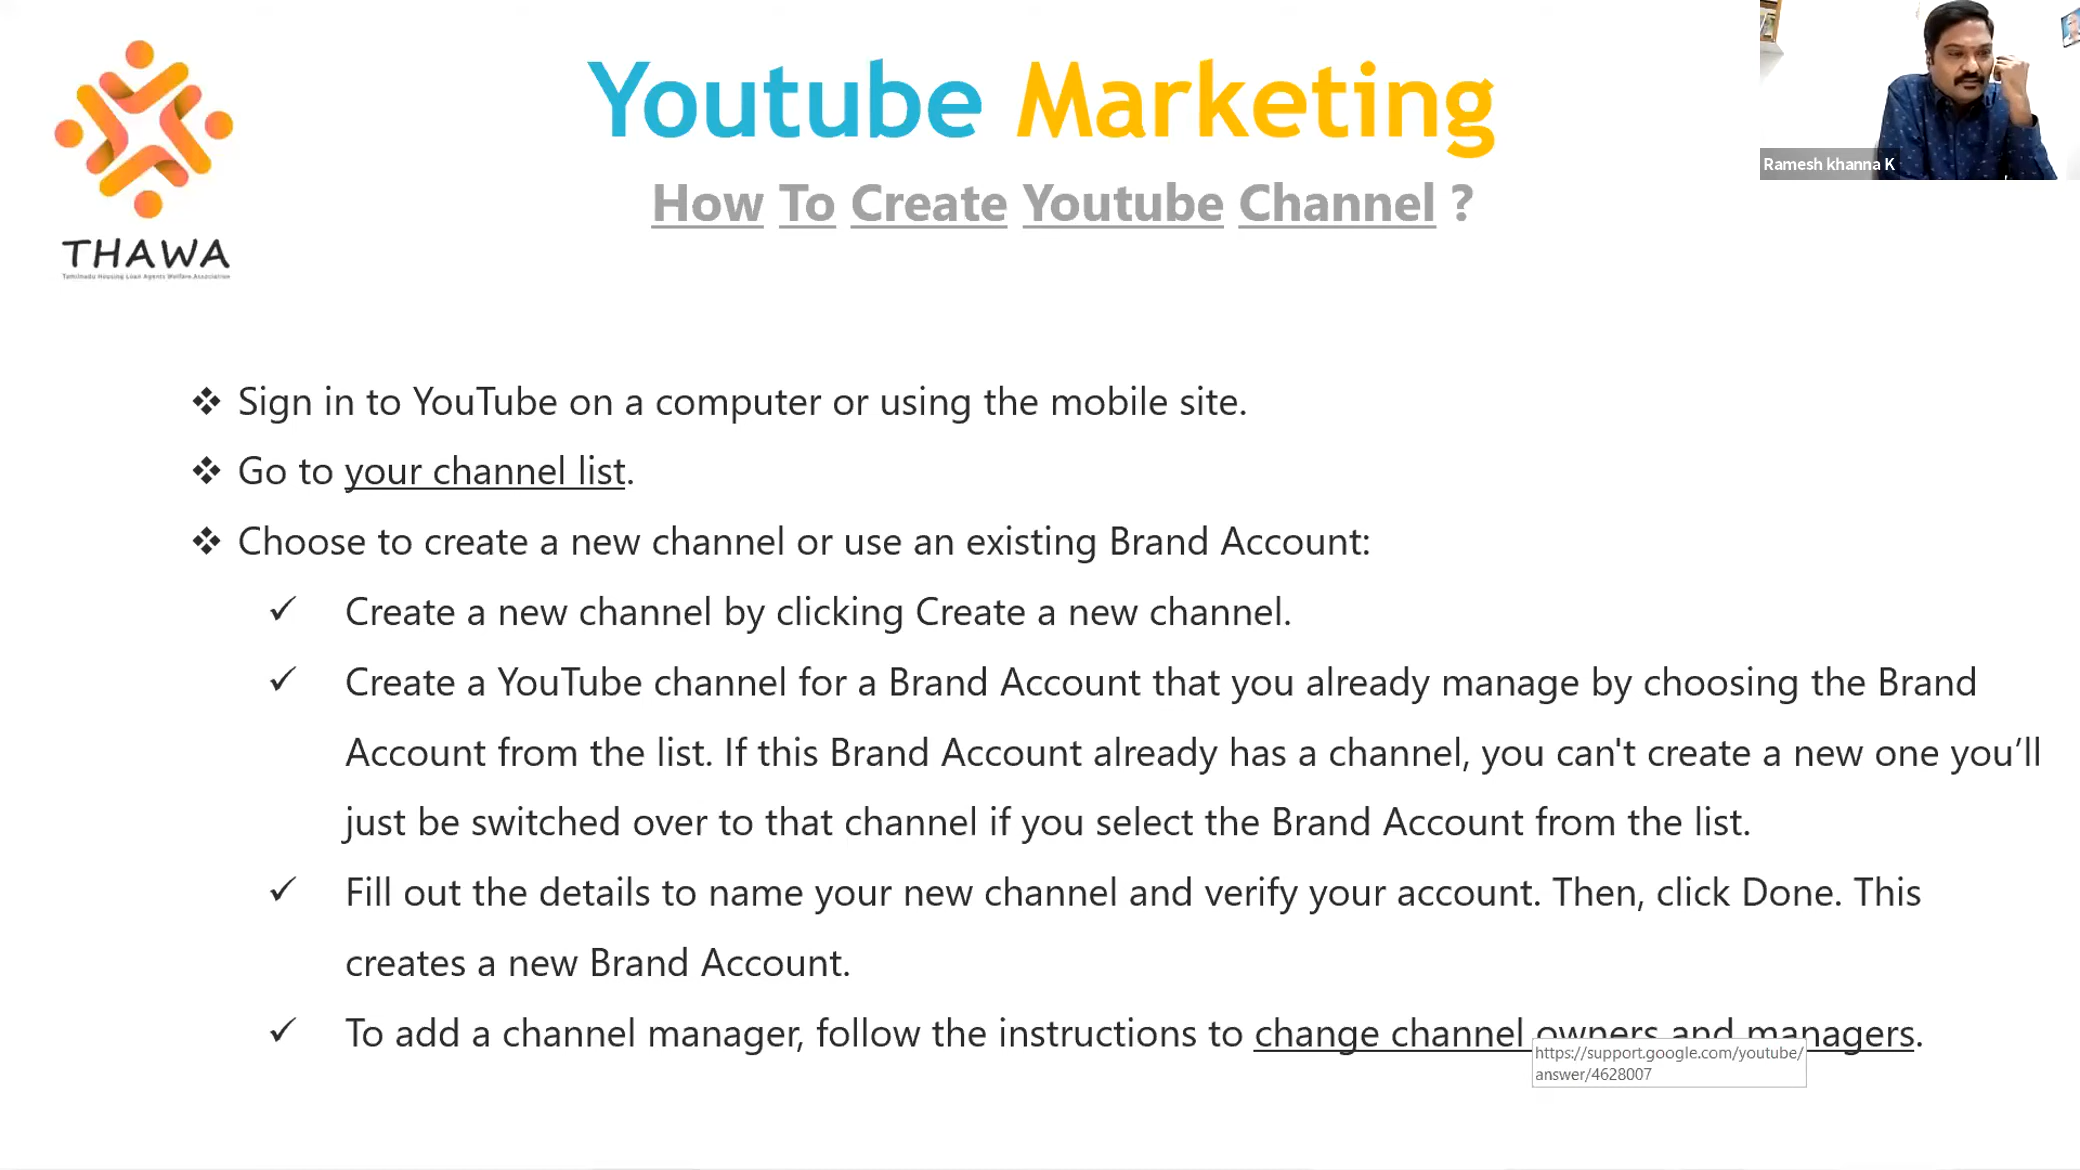 THAWA
Tamilnadu Housing Loan Agents Welfare Association
Youtube Marketing
How To Create Youtube Channel ?
Ramesh khanna K
❖ Sign in to YouTube on a computer or using the mobile site.
❖ Go to your channel list.
❖ Choose to create a new channel or use an existing Brand Account:
✓ Create a new channel by clicking Create a new channel.
✓ Create a YouTube channel for a Brand Account that you already manage by choosing the Brand
Account from the list. If this Brand Account already has a channel, you can't create a new one you’ll
just be switched over to that channel if you select the Brand Account from the list.
✓ Fill out the details to name your new channel and verify your account. Then, click Done. This
creates a new Brand Account.
✓ To add a channel manager, follow the instructions to change channel owners and managers.
https://support.google.com/youtube/
answer/4628007